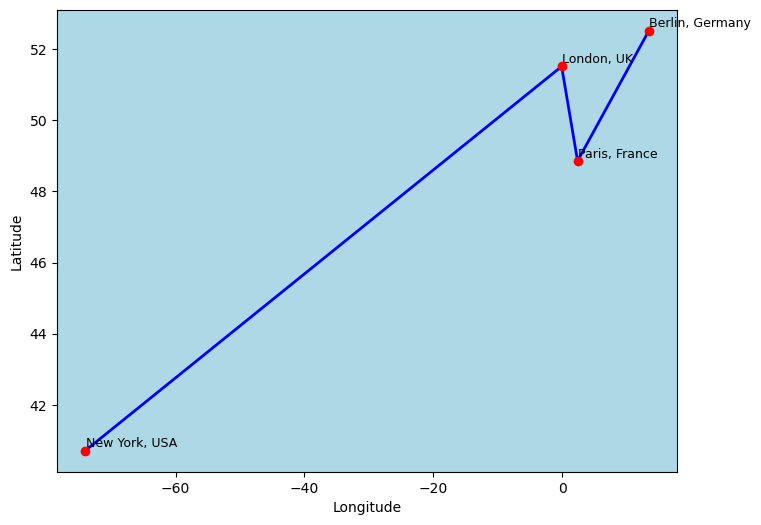 Berlin, Germany
London, UK
Paris, France
New York, USA
52
50
48
46
44
42
Latitude
−60
−40
−20
0
Longitude